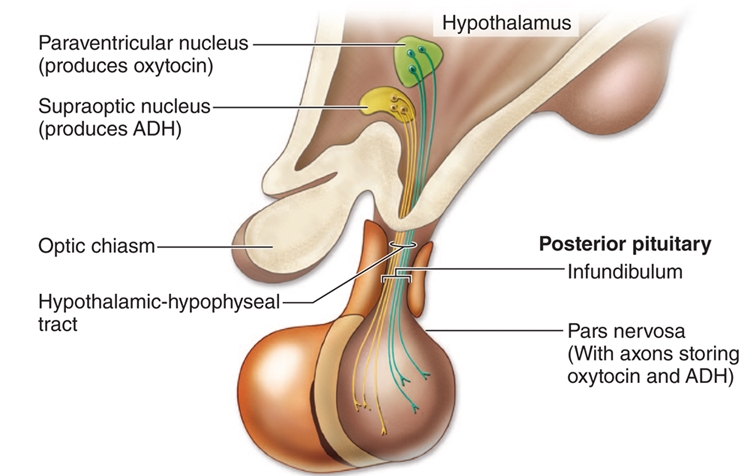 Hypothalamus
Paraventricular nucleus
(produces oxytocin)
Supraoptic nucleus
(produces ADH)
Optic chiasm
Hypothalamic-hypophyseal
tract
Posterior pituitary
Infundibulum
Pars nervosa
(With axons storing
oxytocin and ADH)